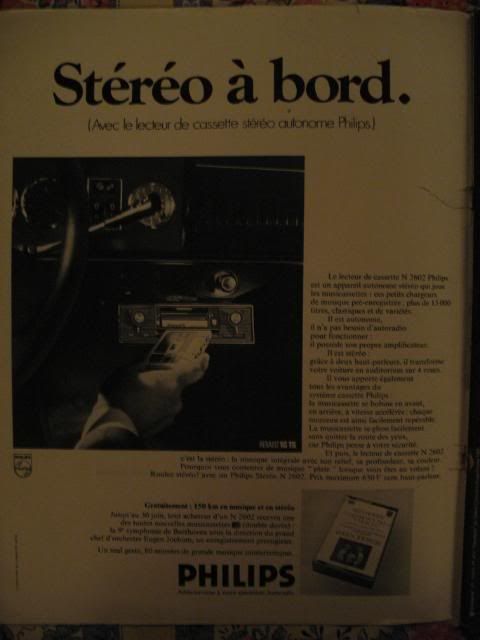 Stéréo à bord.
(Avec le lecteur de cassette stéréo autonome Philips)
Le lecteur de cassette N 2602 Philips
est un appareil autonome stéréo qui joue
les musicassettes : ces petits chargeurs
de musique pré-enregistrée : plus de 13000
titres, classiques et de variétés.
Il est autonome,
il n'a pas besoin d'autoradio
pour fonctionner :
il possède son propre amplificateur.
Il est stéréo :
grâce à deux haut-parleurs, il transforme
votre voiture en auditorium sur 4 roues.
Il vous apporte également
tous les avantages du
système cassette Philips
la musicassette se bobine en avant,
en arrière, à vitesse accélérée ; chaque
morceau est ainsi facilement repérable.
La musicassette se glisse facilement
sans quitter la route des yeux,
car Philips pense à votre sécurité.
Et puis, le lecteur de cassette N 2602
c'est la stéréo : la musique intégrale avec son relief, sa profondeur, sa couleur.
Pourquoi vous contenter de musique "plate" lorsque vous êtes au volant ?
Roulez stéréo! avec un Philips Stéréo N 2602. Prix maximum 630 F sans haut-parleur.
RENAULT 16 TS
PHILIPS
Gratuitement : 150 km en musique et en stéréo
Jusqu'au 30 juin, tout acheteur d'un N 2602 recevra une
des toutes nouvelles musicassettes (double durée) :
la 9e symphonie de Beethoven sous la direction du grand
chef d'orchestre Eugen Jochum, un enregistrement prestigieux.
Un seul geste, 80 minutes de grande musique ininterrompue.
PHILIPS